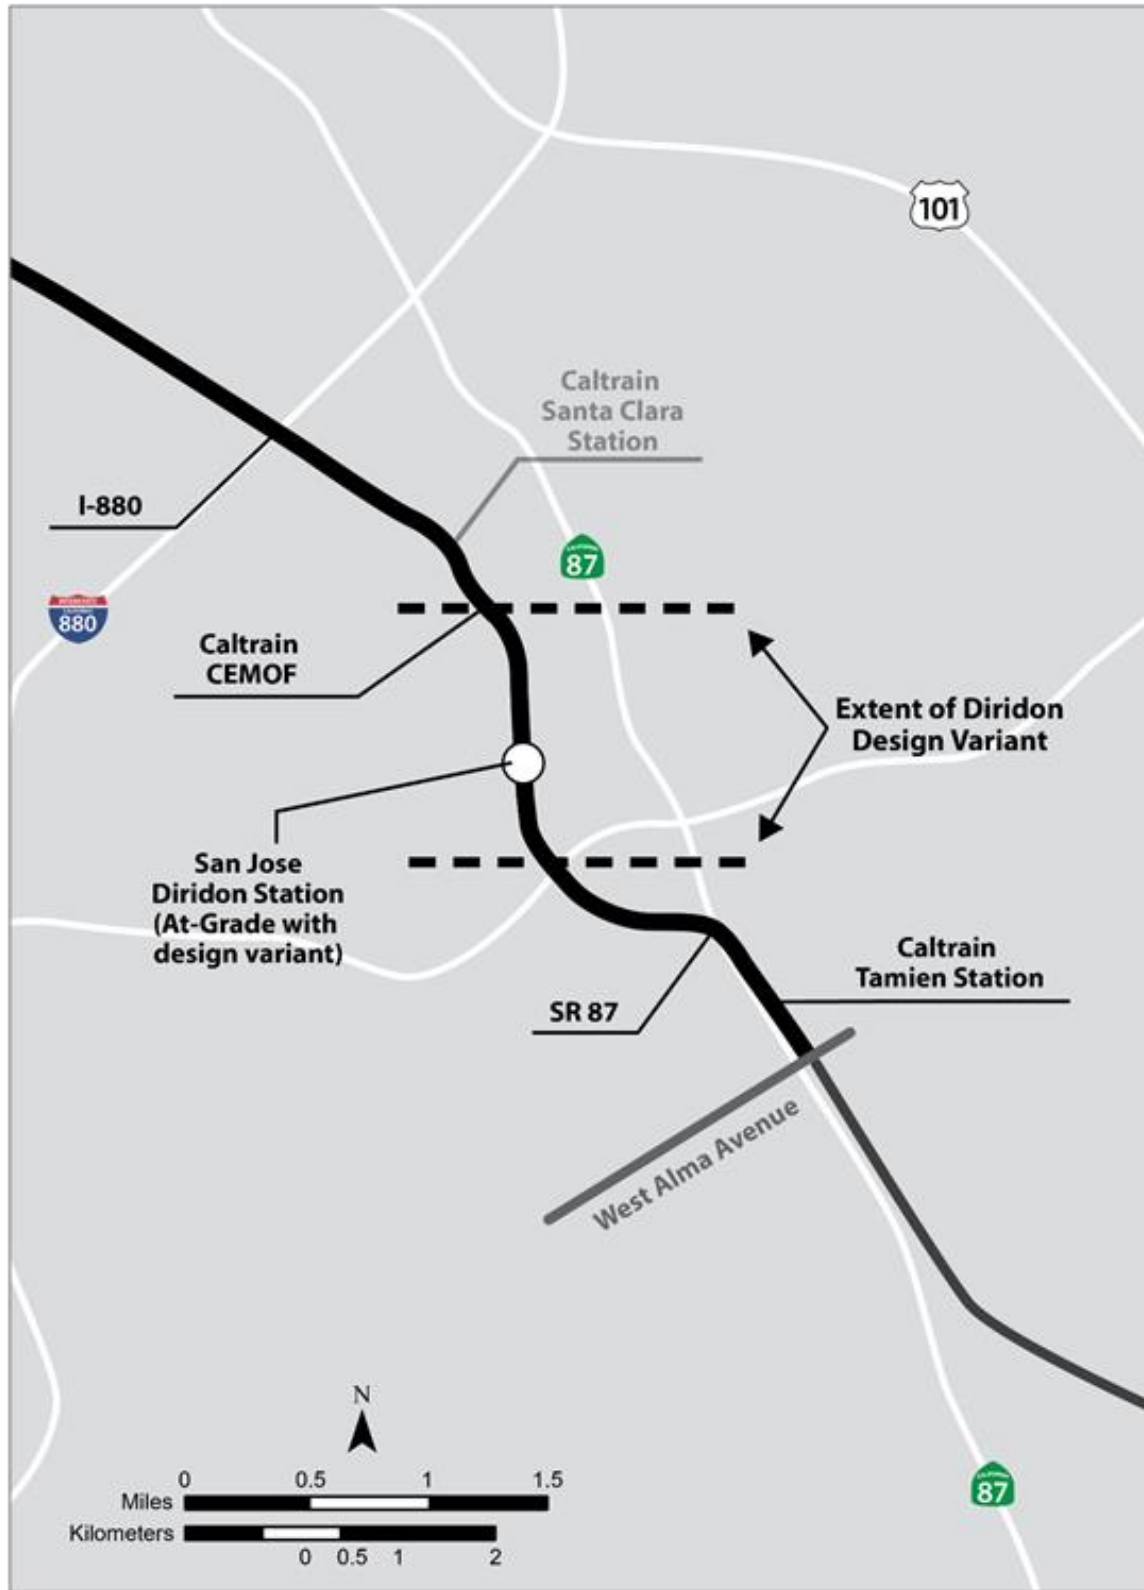 101
Caltrain
Santa Clara
Station
I-880
87
880
Caltrain
CEMOF
Extent of Diridon
Design Variant
San Jose
Diridon Station
(At-Grade with
design variant)
Caltrain
Tamien Station
SR 87
West Alma Avenue
N
0 0.5 1 1.5
Miles
Kilometers
0 0.5 1 2
87